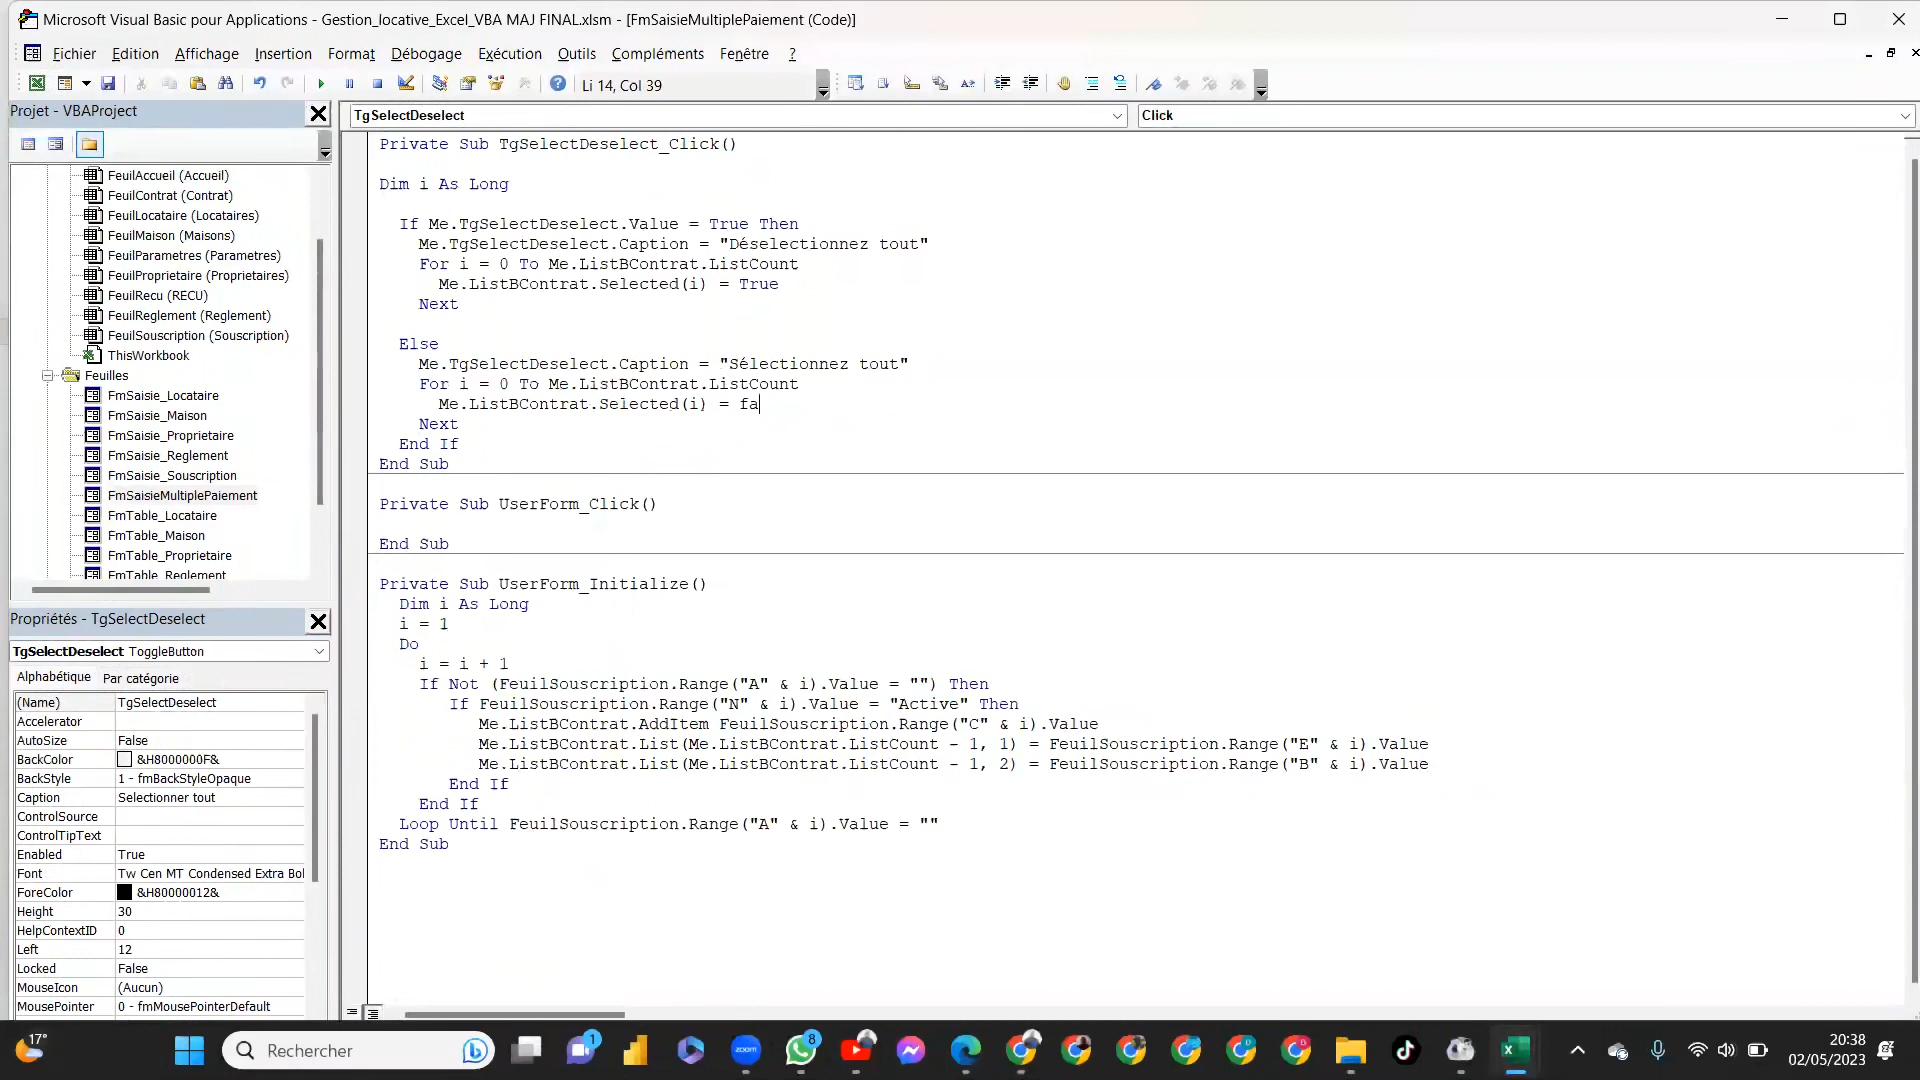 Microsoft Visual Basic pour Applications - Gestion_locative_Excel_VBA MAJ FINAL.xlsm - [FmSaisieMultiplePaiement (Code)]
Fichier Edition Affichage Insertion Format Débogage Exécution Outils Compléments Fenêtre ?
Li 14, Col 39
Projet - VBAProject
FeuilAccueil (Accueil)
FeuilContrat (Contrat)
FeuilLocataire (Locataires)
FeuilMaison (Maisons)
FeuilParametres (Parametres)
FeuilProprietaire (Proprietaires)
FeuilRecu (RECU)
FeuilReglement (Reglement)
FeuilSouscription (Souscription)
ThisWorkbook
Feuilles
FmSaisie_Locataire
FmSaisie_Maison
FmSaisie_Proprietaire
FmSaisie_Reglement
FmSaisie_Souscription
FmSaisieMultiplePaiement
FmTable_Locataire
FmTable_Maison
FmTable_Proprietaire
FmTable_Reglement
Propriétés - TgSelectDeselect
TgSelectDeselect ToggleButton
Alphabétique Par catégorie
(Name) TgSelectDeselect
Accelerator
AutoSize False
BackColor &H8000000F&
BackStyle 1 - fmBackStyleOpaque
Caption Selectionner tout
ControlSource
ControlTipText
Enabled True
Font Tw Cen MT Condensed Extra Bol
ForeColor &H80000012&
Height 30
HelpContextID 0
Left 12
Locked False
MouseIcon (Aucun)
MousePointer 0 - fmMousePointerDefault
TgSelectDeselect Click
Private Sub TgSelectDeselect_Click()
Dim i As Long
If Me.TgSelectDeselect.Value = True Then
Me.TgSelectDeselect.Caption = "Déselectionnez tout"
For i = 0 To Me.ListBContrat.ListCount
Me.ListBContrat.Selected(i) = True
Next
Else
Me.TgSelectDeselect.Caption = "Sélectionnez tout"
For i = 0 To Me.ListBContrat.ListCount
Me.ListBContrat.Selected(i) = fa
Next
End If
End Sub
Private Sub UserForm_Click()
End Sub
Private Sub UserForm_Initialize()
Dim i As Long
i = 1
Do
i = i + 1
If Not (FeuilSouscription.Range("A" & i).Value = "") Then
If FeuilSouscription.Range("N" & i).Value = "Active" Then
Me.ListBContrat.AddItem FeuilSouscription.Range("C" & i).Value
Me.ListBContrat.List(Me.ListBContrat.ListCount - 1, 1) = FeuilSouscription.Range("E" & i).Value
Me.ListBContrat.List(Me.ListBContrat.ListCount - 1, 2) = FeuilSouscription.Range("B" & i).Value
End If
End If
Loop Until FeuilSouscription.Range("A" & i).Value = ""
End Sub
17°
Rechercher
1
zoom
8
20:38
02/05/2023